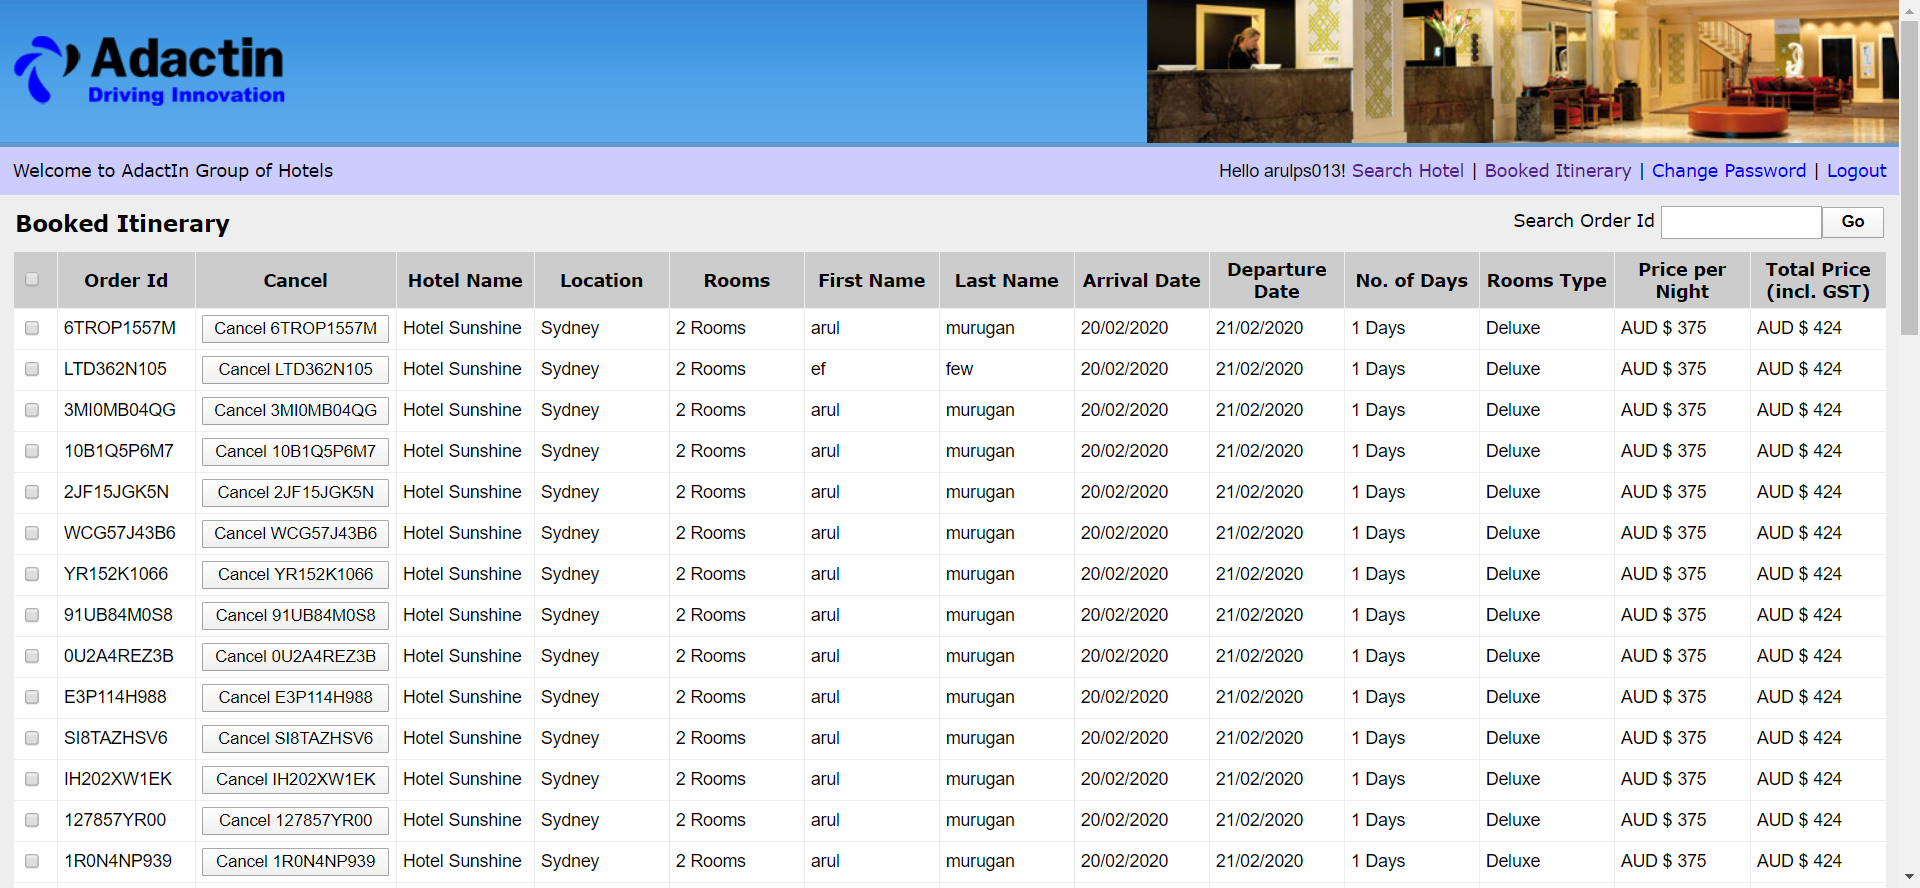 Adactin
Driving Innovation
Welcome to AdactIn Group of Hotels
Hello arulps013! Search Hotel | Booked Itinerary | Change Password | Logout
Booked Itinerary
Search Order Id Go
Order Id Cancel Hotel Name Location Rooms First Name Last Name Arrival Date Departure Date No. of Days Rooms Type Price per Night Total Price (incl. GST)
6TROP1557M Cancel 6TROP1557M Hotel Sunshine Sydney 2 Rooms arul murugan 20/02/2020 21/02/2020 1 Days Deluxe AUD $ 375 AUD $ 424
LTD362N105 Cancel LTD362N105 Hotel Sunshine Sydney 2 Rooms ef few 20/02/2020 21/02/2020 1 Days Deluxe AUD $ 375 AUD $ 424
3MI0MB04QG Cancel 3MI0MB04QG Hotel Sunshine Sydney 2 Rooms arul murugan 20/02/2020 21/02/2020 1 Days Deluxe AUD $ 375 AUD $ 424
10B1Q5P6M7 Cancel 10B1Q5P6M7 Hotel Sunshine Sydney 2 Rooms arul murugan 20/02/2020 21/02/2020 1 Days Deluxe AUD $ 375 AUD $ 424
2JF15JGK5N Cancel 2JF15JGK5N Hotel Sunshine Sydney 2 Rooms arul murugan 20/02/2020 21/02/2020 1 Days Deluxe AUD $ 375 AUD $ 424
WCG57J43B6 Cancel WCG57J43B6 Hotel Sunshine Sydney 2 Rooms arul murugan 20/02/2020 21/02/2020 1 Days Deluxe AUD $ 375 AUD $ 424
YR152K1066 Cancel YR152K1066 Hotel Sunshine Sydney 2 Rooms arul murugan 20/02/2020 21/02/2020 1 Days Deluxe AUD $ 375 AUD $ 424
91UB84M0S8 Cancel 91UB84M0S8 Hotel Sunshine Sydney 2 Rooms arul murugan 20/02/2020 21/02/2020 1 Days Deluxe AUD $ 375 AUD $ 424
0U2A4REZ3B Cancel 0U2A4REZ3B Hotel Sunshine Sydney 2 Rooms arul murugan 20/02/2020 21/02/2020 1 Days Deluxe AUD $ 375 AUD $ 424
E3P114H988 Cancel E3P114H988 Hotel Sunshine Sydney 2 Rooms arul murugan 20/02/2020 21/02/2020 1 Days Deluxe AUD $ 375 AUD $ 424
SI8TAZHSV6 Cancel SI8TAZHSV6 Hotel Sunshine Sydney 2 Rooms arul murugan 20/02/2020 21/02/2020 1 Days Deluxe AUD $ 375 AUD $ 424
IH202XW1EK Cancel IH202XW1EK Hotel Sunshine Sydney 2 Rooms arul murugan 20/02/2020 21/02/2020 1 Days Deluxe AUD $ 375 AUD $ 424
127857YR00 Cancel 127857YR00 Hotel Sunshine Sydney 2 Rooms arul murugan 20/02/2020 21/02/2020 1 Days Deluxe AUD $ 375 AUD $ 424
1R0N4NP939 Cancel 1R0N4NP939 Hotel Sunshine Sydney 2 Rooms arul murugan 20/02/2020 21/02/2020 1 Days Deluxe AUD $ 375 AUD $ 424